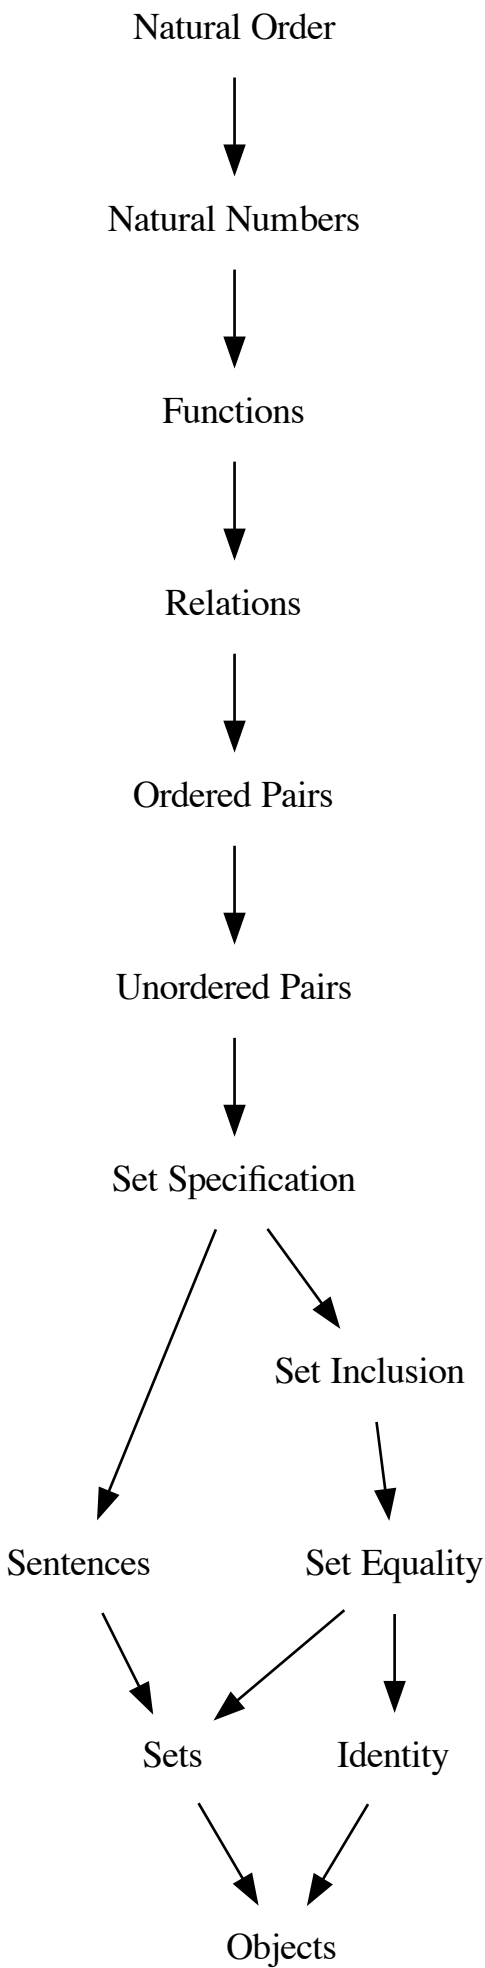 Natural Order
Natural Numbers
Functions
Relations
Ordered Pairs
Unordered Pairs
Set Specification
Set Inclusion
Sentences
Set Equality
Sets
Identity
Objects